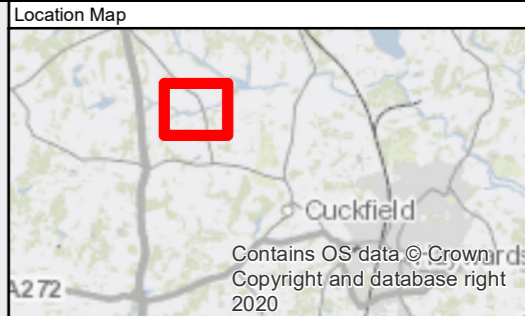 Location Map
Cuckfield
Contains OS data © Crown
Copyright and database right
2020
A272